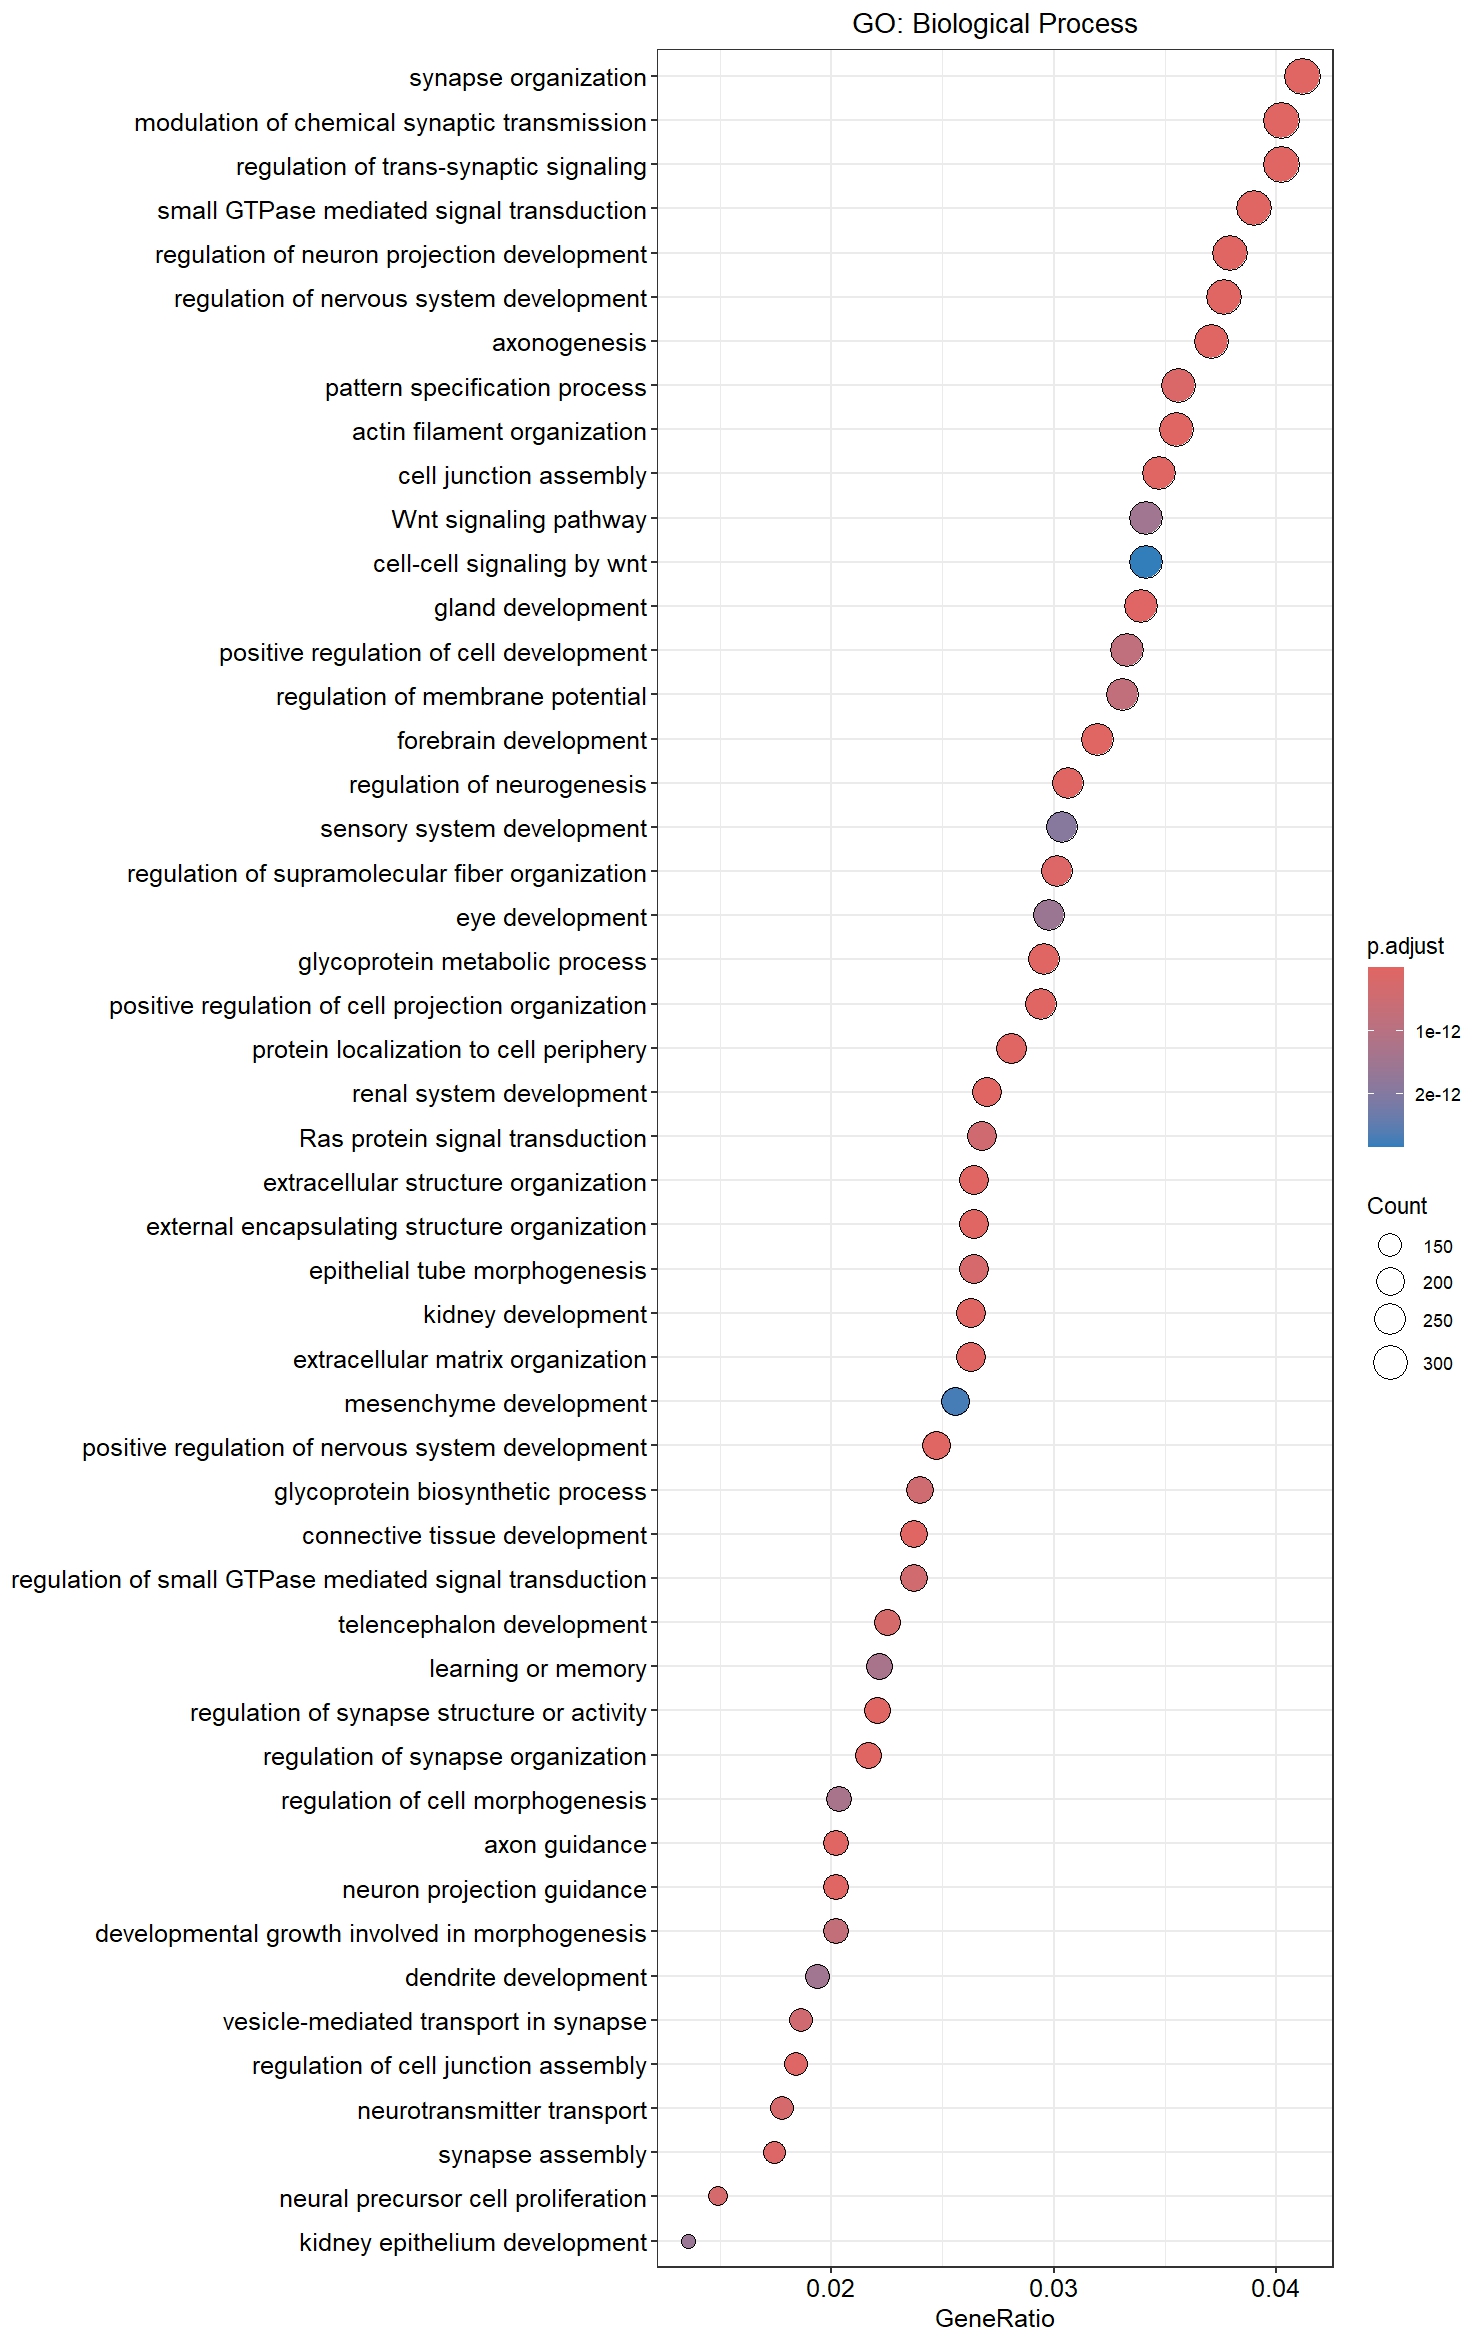 GO: Biological Process
synapse organization
modulation of chemical synaptic transmission
regulation of trans-synaptic signaling
small GTPase mediated signal transduction
regulation of neuron projection development
regulation of nervous system development
axonogenesis
pattern specification process
actin filament organization
cell junction assembly
Wnt signaling pathway
cell-cell signaling by wnt
gland development
positive regulation of cell development
regulation of membrane potential
forebrain development
regulation of neurogenesis
sensory system development
regulation of supramolecular fiber organization
eye development
glycoprotein metabolic process
positive regulation of cell projection organization
protein localization to cell periphery
renal system development
Ras protein signal transduction
extracellular structure organization
external encapsulating structure organization
epithelial tube morphogenesis
kidney development
extracellular matrix organization
mesenchyme development
positive regulation of nervous system development
glycoprotein biosynthetic process
connective tissue development
regulation of small GTPase mediated signal transduction
telencephalon development
learning or memory
regulation of synapse structure or activity
regulation of synapse organization
regulation of cell morphogenesis
axon guidance
neuron projection guidance
developmental growth involved in morphogenesis
dendrite development
vesicle-mediated transport in synapse
regulation of cell junction assembly
neurotransmitter transport
synapse assembly
neural precursor cell proliferation
kidney epithelium development
0.02 0.03 0.04
GeneRatio
p.adjust
1e-12
2e-12
Count
150
200
250
300